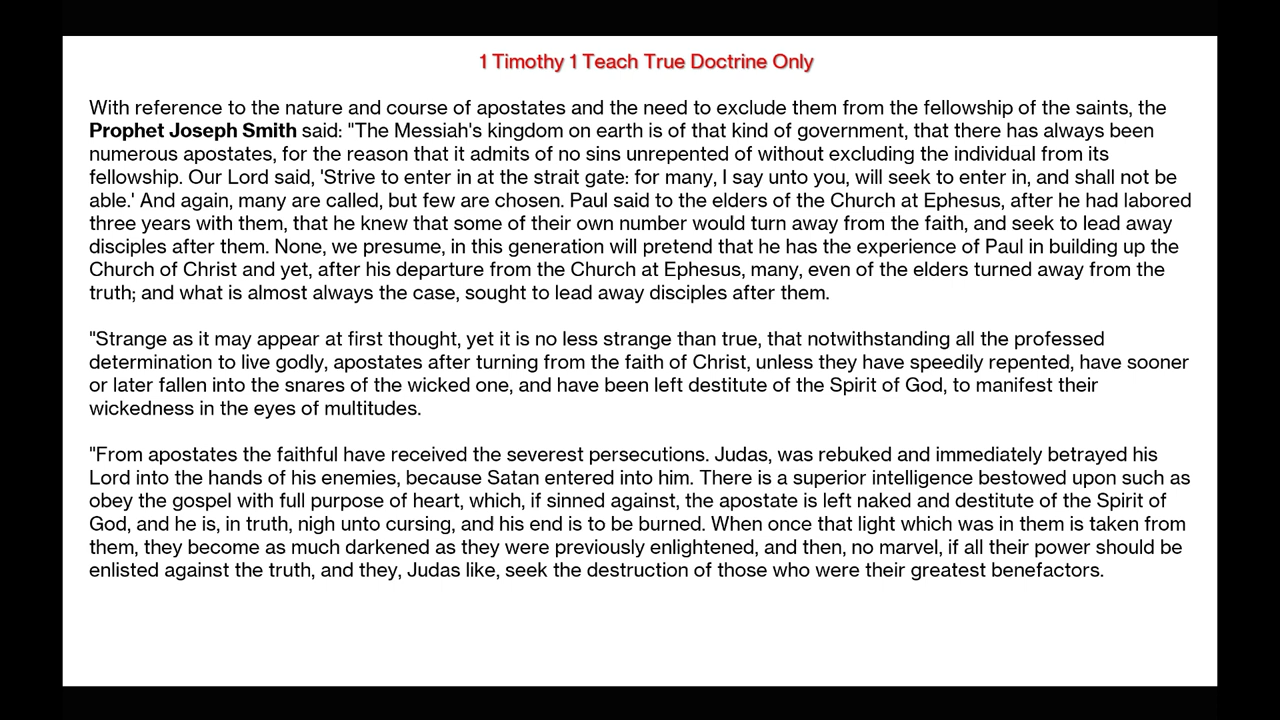 1 Timothy 1 Teach True Doctrine Only
With reference to the nature and course of apostates and the need to exclude them from the fellowship of the saints, the
Prophet Joseph Smith said: "The Messiah's kingdom on earth is of that kind of government, that there has always been
numerous apostates, for the reason that it admits of no sins unrepented of without excluding the individual from its
fellowship. Our Lord said, 'Strive to enter in at the strait gate: for many, I say unto you, will seek to enter in, and shall not be
able.' And again, many are called, but few are chosen. Paul said to the elders of the Church at Ephesus, after he had labored
three years with them, that he knew that some of their own number would turn away from the faith, and seek to lead away
disciples after them. None, we presume, in this generation will pretend that he has the experience of Paul in building up the
Church of Christ and yet, after his departure from the Church at Ephesus, many, even of the elders turned away from the
truth; and what is almost always the case, sought to lead away disciples after them.
"Strange as it may appear at first thought, yet it is no less strange than true, that notwithstanding all the professed
determination to live godly, apostates after turning from the faith of Christ, unless they have speedily repented, have sooner
or later fallen into the snares of the wicked one, and have been left destitute of the Spirit of God, to manifest their
wickedness in the eyes of multitudes.
"From apostates the faithful have received the severest persecutions. Judas, was rebuked and immediately betrayed his
Lord into the hands of his enemies, because Satan entered into him. There is a superior intelligence bestowed upon such as
obey the gospel with full purpose of heart, which, if sinned against, the apostate is left naked and destitute of the Spirit of
God, and he is, in truth, nigh unto cursing, and his end is to be burned. When once that light which was in them is taken from
them, they become as much darkened as they were previously enlightened, and then, no marvel, if all their power should be
enlisted against the truth, and they, Judas like, seek the destruction of those who were their greatest benefactors.